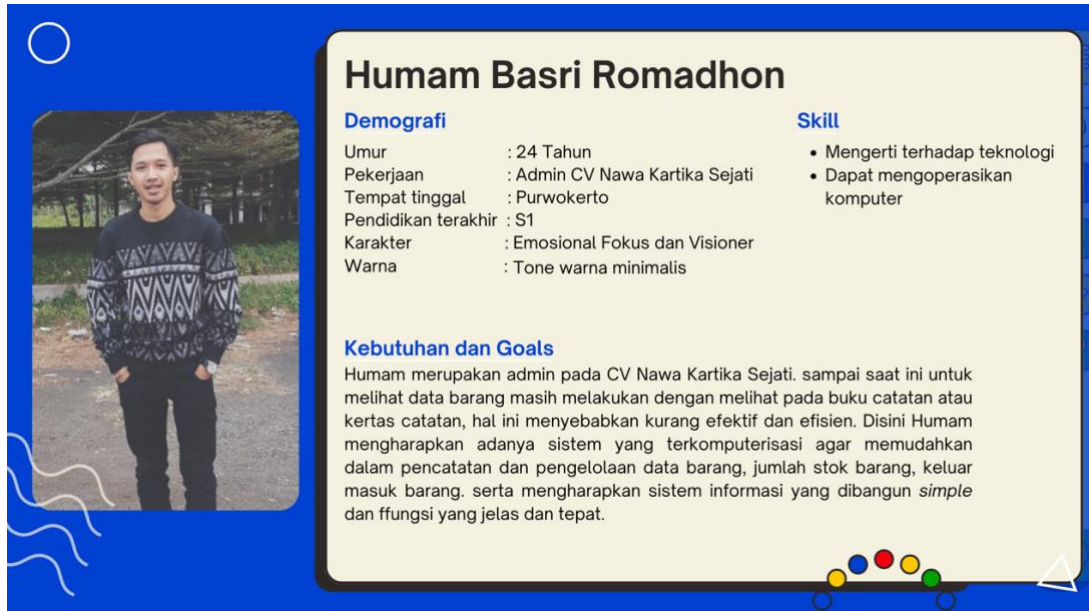 Humam Basri Romadhon
Demografi
Umur : 24 Tahun
Pekerjaan : Admin CV Nawa Kartika Sejati
Tempat tinggal : Purwokerto
Pendidikan terakhir : S1
Karakter : Emosional Fokus dan Visioner
Warna : Tone warna minimalis
Skill
• Mengerti terhadap teknologi
• Dapat mengoperasikan
komputer
Kebutuhan dan Goals
Humam merupakan admin pada CV Nawa Kartika Sejati. sampai saat ini untuk
melihat data barang masih melakukan dengan melihat pada buku catatan atau
kertas catatan, hal ini menyebabkan kurang efektif dan efisien. Disini Humam
mengharapkan adanya sistem yang terkomputerisasi agar memudahkan
dalam pencatatan dan pengelolaan data barang, jumlah stok barang, keluar
masuk barang. serta mengharapkan sistem informasi yang dibangun simple
dan ffungsi yang jelas dan tepat.